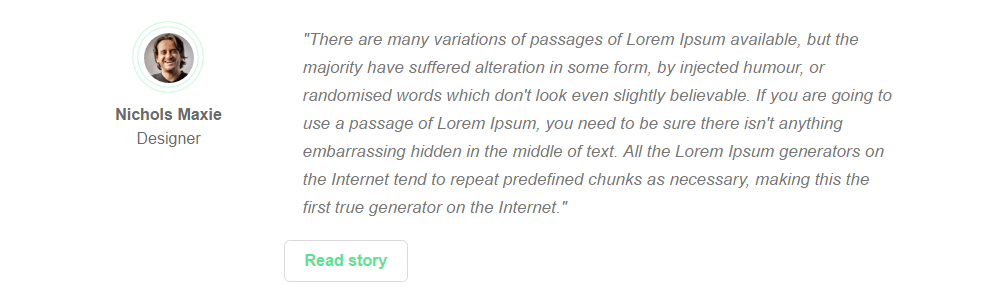 Nichols Maxie
Designer
"There are many variations of passages of Lorem Ipsum available, but the
majority have suffered alteration in some form, by injected humour, or
randomised words which don't look even slightly believable. If you are going to
use a passage of Lorem Ipsum, you need to be sure there isn't anything
embarrassing hidden in the middle of text. All the Lorem Ipsum generators on
the Internet tend to repeat predefined chunks as necessary, making this the
first true generator on the Internet."
Read story